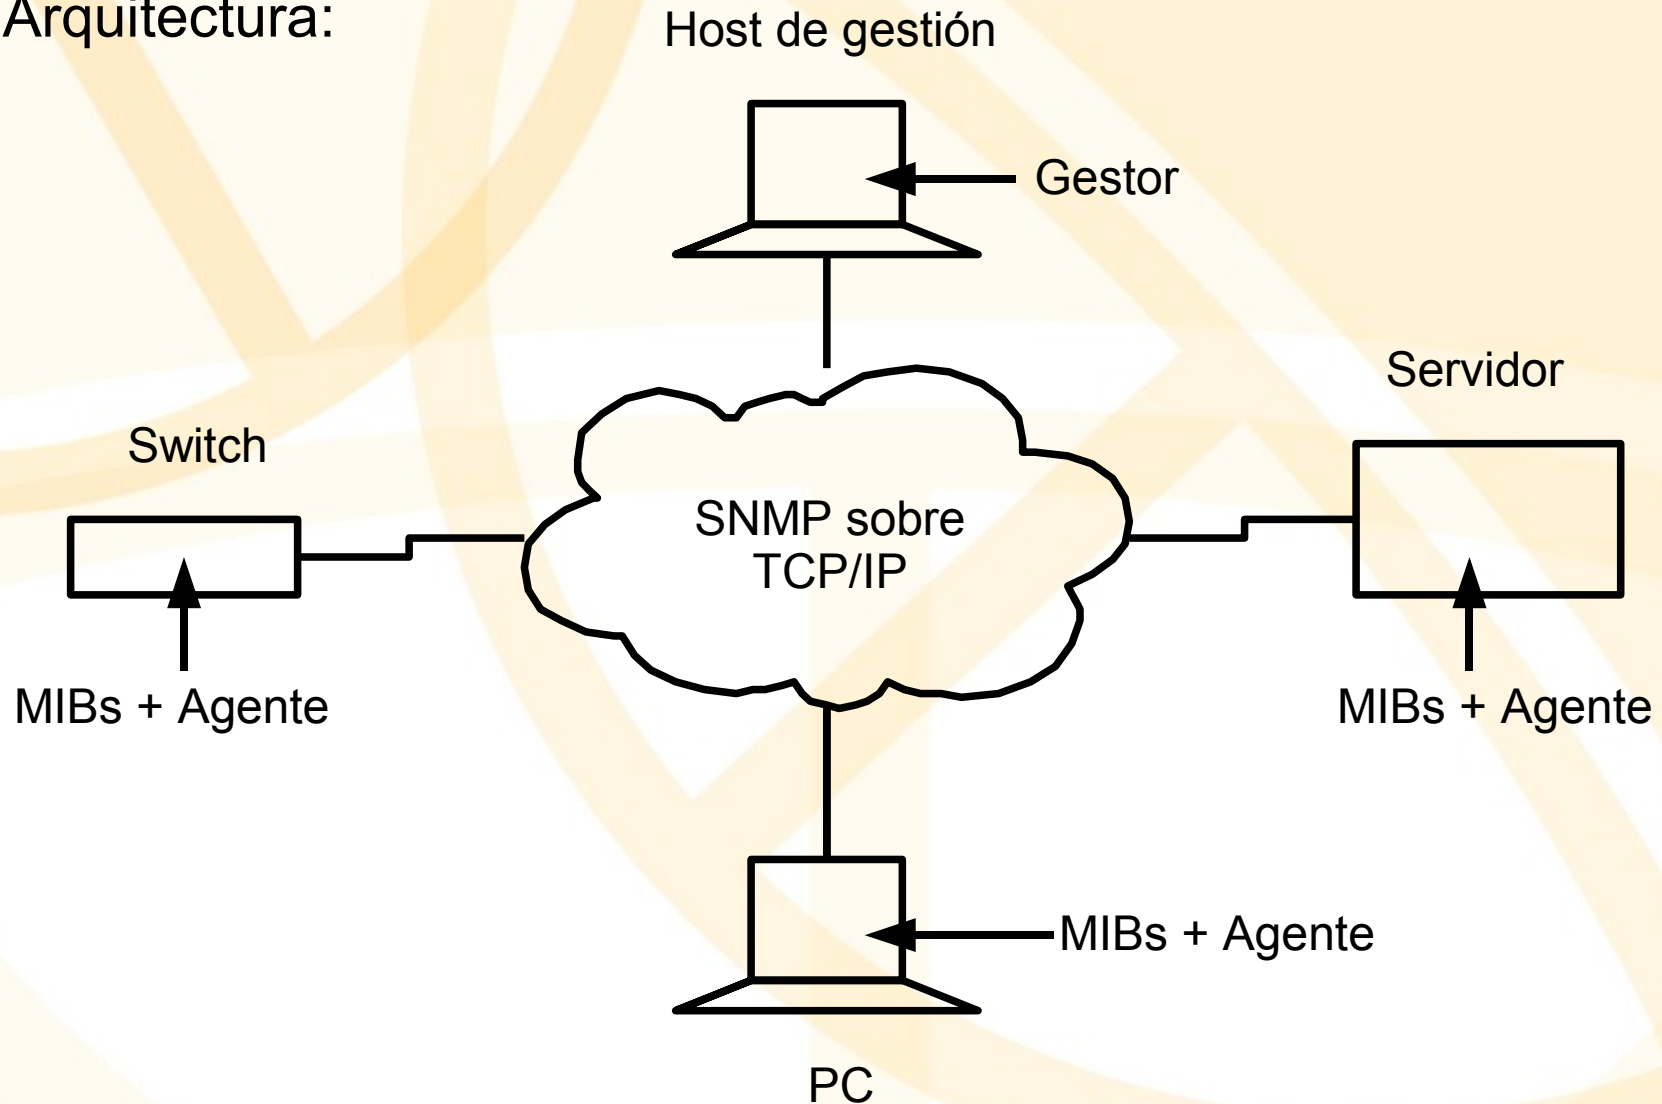 Arquitectura:
Host de gestión
Gestor
Servidor
Switch
SNMP sobre
TCP/IP
MIBs + Agente
MIBs + Agente
MIBs + Agente
PC